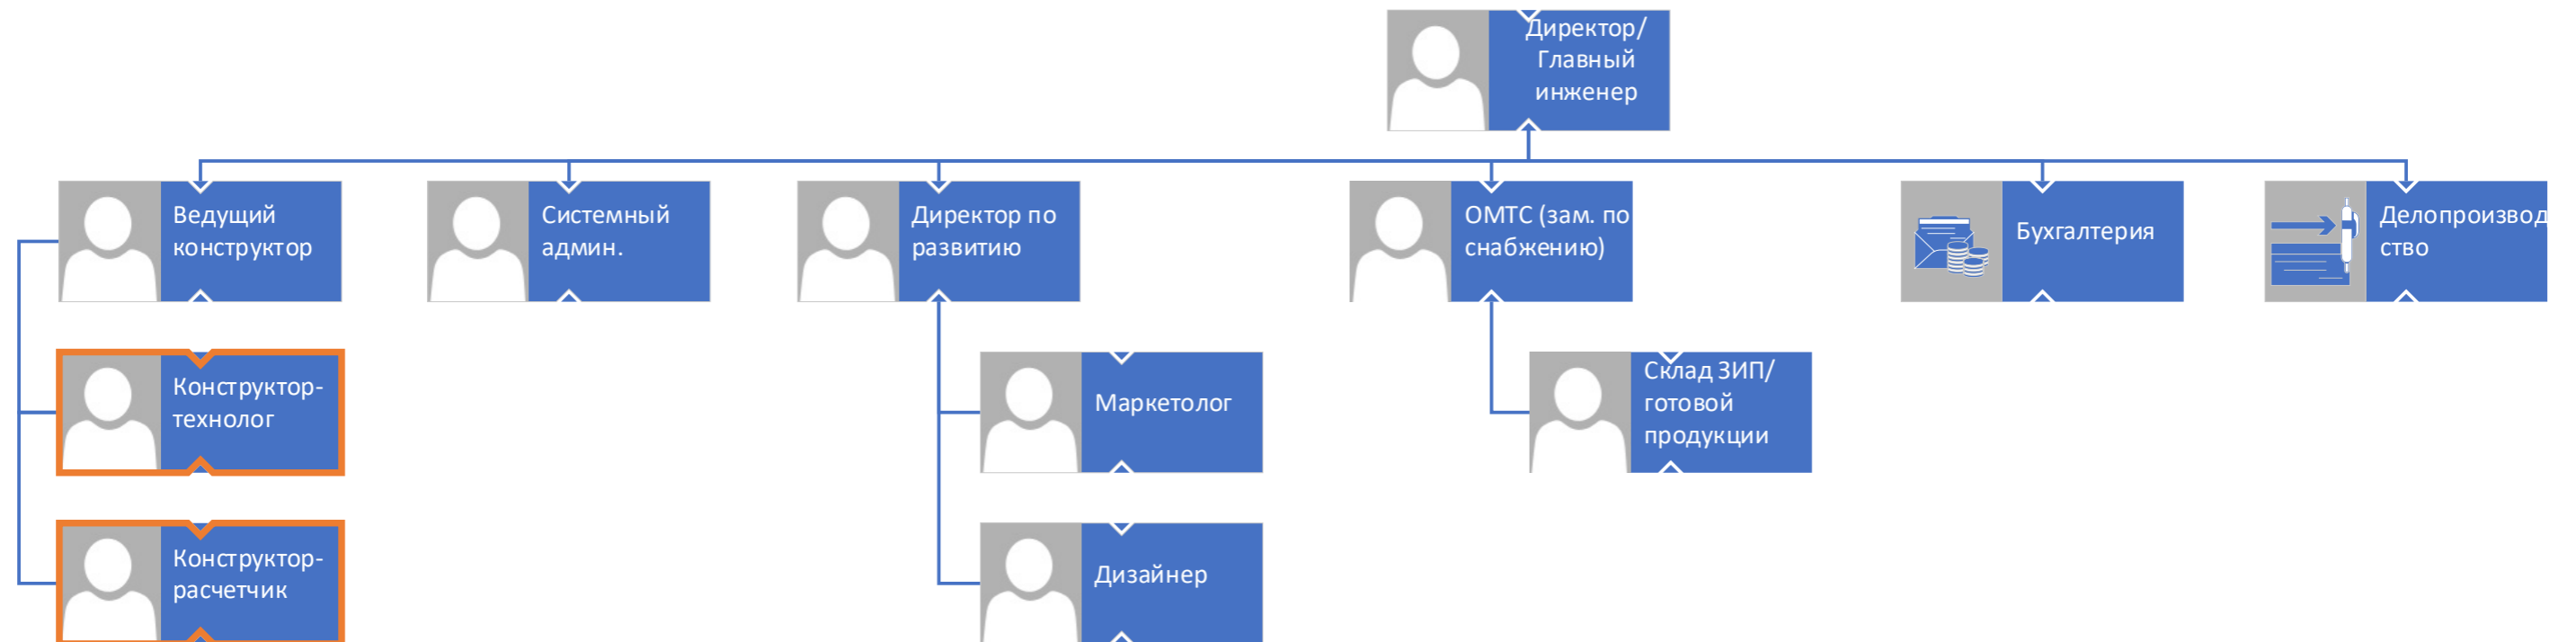 Директор/
Главный
инженер
Ведущий
конструктор
Системный
админ.
Директор по
развитию
ОМТС (зам. по
снабжению)
Бухгалтерия
Делопроизвод
ство
Конструктор-
технолог
Маркетолог
Склад ЗИП/
готовой
продукции
Конструктор-
расчетчик
Дизайнер